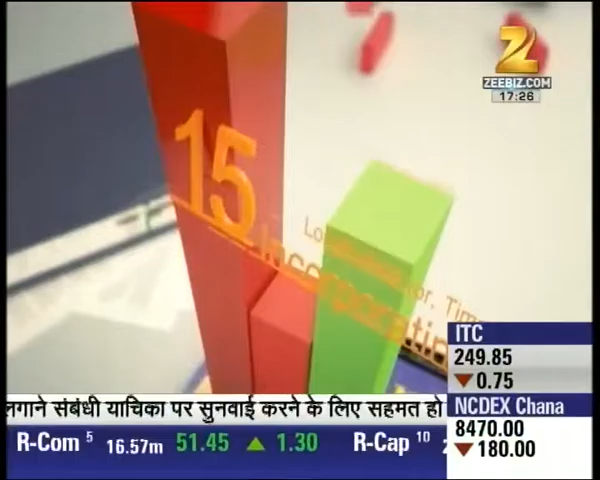 ZEEBIZ.COM
17:26
15
ITC
249.85
0.75
लगाने संबंधी याचिका पर सुनवाई करने के लिए सहमत हो
NCDEX Chana
8470.00
180.00
R-Com 5 16.57m 51.45 1.30 R-Cap 10